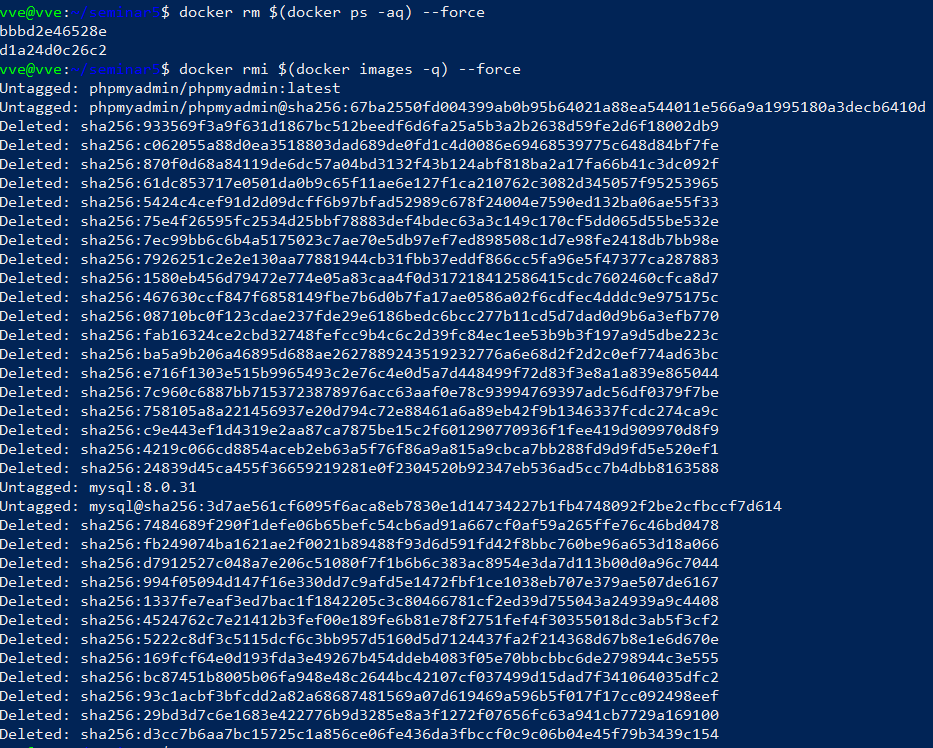 vve@vve:~/seminar5$ docker rm $(docker ps -aq) --force
bbbd2e46528e
d1a24d0c26c2
vve@vve:~/seminar5$ docker rmi $(docker images -q) --force
Untagged: phpmyadmin/phpmyadmin:latest
Untagged: phpmyadmin/phpmyadmin@sha256:67ba2550fd004399ab0b95b64021a88ea544011e566a9a1995180a3decb6410d
Deleted: sha256:933569f3a9f631d1867bc512beedf6d6fa25a5b3a2b2638d59fe2d6f18002db9
Deleted: sha256:c062055a88d0ea3518803dad689de0fd1c4d0086e69468539775c648d84bf7fe
Deleted: sha256:870f0d68a84119de6dc57a04bd3132f43b124abf818ba2a17fa66b41c3dc092f
Deleted: sha256:61dc853717e0501da0b9c65f11ae6e127f1ca210762c3082d345057f95253965
Deleted: sha256:5424c4cef91d2d09dcff6b97bfad52989c678f24004e7590ed132ba06ae55f33
Deleted: sha256:75e4f26595fc2534d25bbf78883def4bdec63a3c149c170cf5dd065d55be532e
Deleted: sha256:7ec99bb6c6b4a5175023c7ae70e5db97ef7ed898508c1d7e98fe2418db7bb98e
Deleted: sha256:7926251c2e2e130aa77881944cb31fbb37eddf866cc5fa96e5f47377ca287883
Deleted: sha256:1580eb456d79472e774e05a83caa4f0d317218412586415cdc7602460cfca8d7
Deleted: sha256:467630ccf847f6858149fbe7b6d0b7fa17ae0586a02f6cdfec4dddc9e975175c
Deleted: sha256:08710bc0f123cdae237fde29e6186bedc6bcc277b11cd5d7dad0d9b6a3efb770
Deleted: sha256:fab16324ce2cbd32748fefcc9b4c6c2d39fc84ec1ee53b9b3f197a9d5dbe223c
Deleted: sha256:ba5a9b206a46895d688ae2627889243519232776a6e68d2f2d2c0ef774ad63bc
Deleted: sha256:e716f1303e515b9965493c2e76c4e0d5a7d448499f72d83f3e8a1a839e865044
Deleted: sha256:7c960c6887bb7153723878976acc63aaf0e78c93994769397adc56df0379f7be
Deleted: sha256:758105a8a221456937e20d794c72e88461a6a89eb42f9b1346337fcdc274ca9c
Deleted: sha256:c9e443ef1d4319e2aa87ca7875be15c2f601290770936f1fee419d909970d8f9
Deleted: sha256:4219c066cd8854aceb2eb63a5f76f86a9a815a9cbca7bb288fd9d9fd5e520ef1
Deleted: sha256:24839d45ca455f36659219281e0f2304520b92347eb536ad5cc7b4dbb8163588
Untagged: mysql:8.0.31
Untagged: mysql@sha256:3d7ae561cf6095f6aca8eb7830e1d14734227b1fb4748092f2be2cfbccf7d614
Deleted: sha256:7484689f290f1defe06b65befc54cb6ad91a667cf0af59a265ffe76c46bd0478
Deleted: sha256:fb249074ba1621ae2f0021b89488f93d6d591fd42f8bbc760be96a653d18a066
Deleted: sha256:d7912527c048a7e206c51080f7f1b6b6c383ac8954e3da7d113b00d0a96c7044
Deleted: sha256:994f05094d147f16e330dd7c9afd5e1472fbf1ce1038eb707e379ae507de6167
Deleted: sha256:1337fe7eaf3ed7bac1f1842205c3c80466781cf2ed39d755043a24939a9c4408
Deleted: sha256:4524762c7e21412b3fef00e189fe6b81e78f2751fef4f30355018dc3ab5f3cf2
Deleted: sha256:5222c8df3c5115dcf6c3bb957d5160d5d7124437fa2f214368d67b8e1e6d670e
Deleted: sha256:169fcf64e0d193fda3e49267b454ddeb4083f05e70bbcbbc6de2798944c3e555
Deleted: sha256:bc87451b8005b06fa948e48c2644bc42107cf037499d15dad7f341064035dfc2
Deleted: sha256:93c1acbf3bfcdd2a82a68687481569a07d619469a596b5f017f17cc092498eef
Deleted: sha256:29bd3d7c6e1683e422776b9d3285e8a3f1272f07656fc63a941cb7729a169100
Deleted: sha256:d3cc7b6aa7bc15725c1a856ce06fe436da3fbccf0c9c06b04e45f79b3439c154